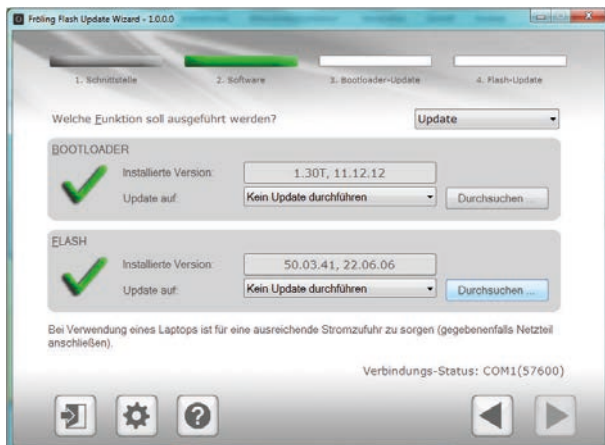 Fröling Flash Update Wizard - 1.0.0.0
1. Schnittstelle 2. Software 3. Bootloader-Update 4. Flash-Update
Welche Funktion soll ausgeführt werden? Update
BOOTLOADER
Installierte Version: 1.30T, 11.12.12
Update auf: Kein Update durchführen Durchsuchen ...
FLASH
Installierte Version: 50.03.41, 22.06.06
Update auf: Kein Update durchführen Durchsuchen ...
Bei Verwendung eines Laptops ist für eine ausreichende Stromzufuhr zu sorgen (gegebenenfalls Netzteil
anschließen).
Verbindungs-Status: COM1(57600)
?